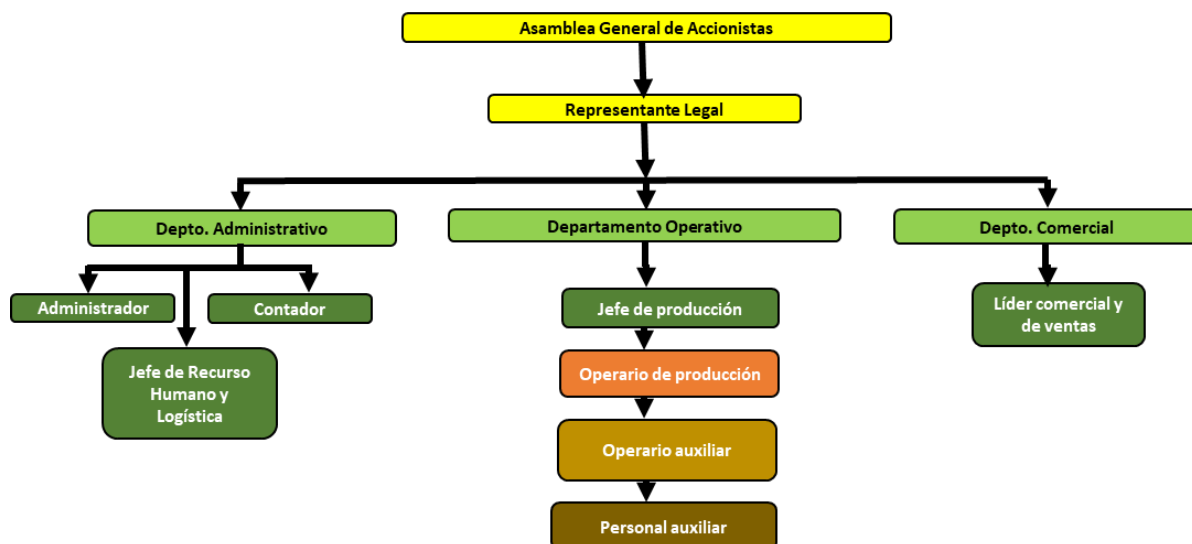 Asamblea General de Accionistas
Representante Legal
Depto. Administrativo
Departamento Operativo
Depto. Comercial
Administrador
Contador
Jefe de producción
Líder comercial y
de ventas
Jefe de Recurso
Humano y
Logística
Operario de producción
Operario auxiliar
Personal auxiliar